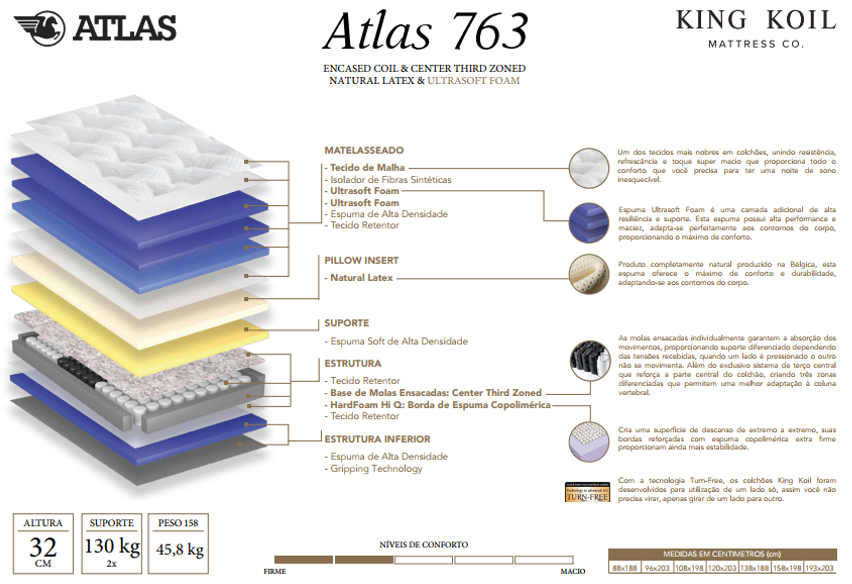 ATLAS
Atlas 763
KING KOIL
MATTRESS CO.
ENCASED COIL & CENTER THIRD ZONED
NATURAL LATEX & ULTRASOFT FOAM
MATELASSEADO
- Tecido de Malha
- Isolador de Fibras Sintéticas
- Ultrasoft Foam
- Ultrasoft Foam
- Espuma de Alta Densidade
- Tecido Retentor
PILLOW INSERT
- Natural Latex
SUPORTE
- Espuma Soft de Alta Densidade
ESTRUTURA
- Tecido Retentor
- Base de Molas Ensacadas: Center Third Zoned
- HardFoam Hi Q: Borda de Espuma Copolimérica
- Tecido Retentor
ESTRUTURA INFERIOR
- Espuma de Alta Densidade
- Gripping Technology
Um dos tecidos mais nobres em colchões, unindo resistência,
refrescância e toque super macio que proporciona todo o
conforto que você precisa para ter uma noite de sono
inesquecível.
Espuma Ultrasoft Foam é uma camada adicional de alta
resiliência e suporte. Esta espuma possui alta performance e
maciez, adapta-se perfeitamente aos contornos do corpo,
proporcionando o máximo de conforto.
Produto completamente natural produzido na Bélgica, esta
espuma oferece o máximo de conforto e durabilidade,
adaptando-se aos contornos do corpo.
As molas ensacadas individualmente garantem a absorção dos
movimentos, proporcionando suporte diferenciado dependendo
das tensões recebidas, quando um lado é pressionado o outro
não se movimenta. Além do exclusivo sistema de terço central
que reforça a parte central do colchão, criando três zonas
diferenciadas que permitem uma melhor adaptação à coluna
vertebral.
Cria uma superfície de descanso de extremo a extremo, suas
bordas reforçadas com espuma copolimérica extra firme
proporcionam ainda mais estabilidade.
TURN-FREE
Com a tecnologia Turn-Free, os colchões King Koil foram
desenvolvidos para utilização de um lado só, assim você não
precisa virar, apenas girar de um lado para outro.
ALTURA
32
CM
SUPORTE
130 kg
2x
PESO 158
45,8 kg
NÍVEIS DE CONFORTO
FIRME
MACIO
MEDIDAS EM CENTIMETROS (cm)
88x188 96x203 108x198 120x203 138x188 158x198 193x203